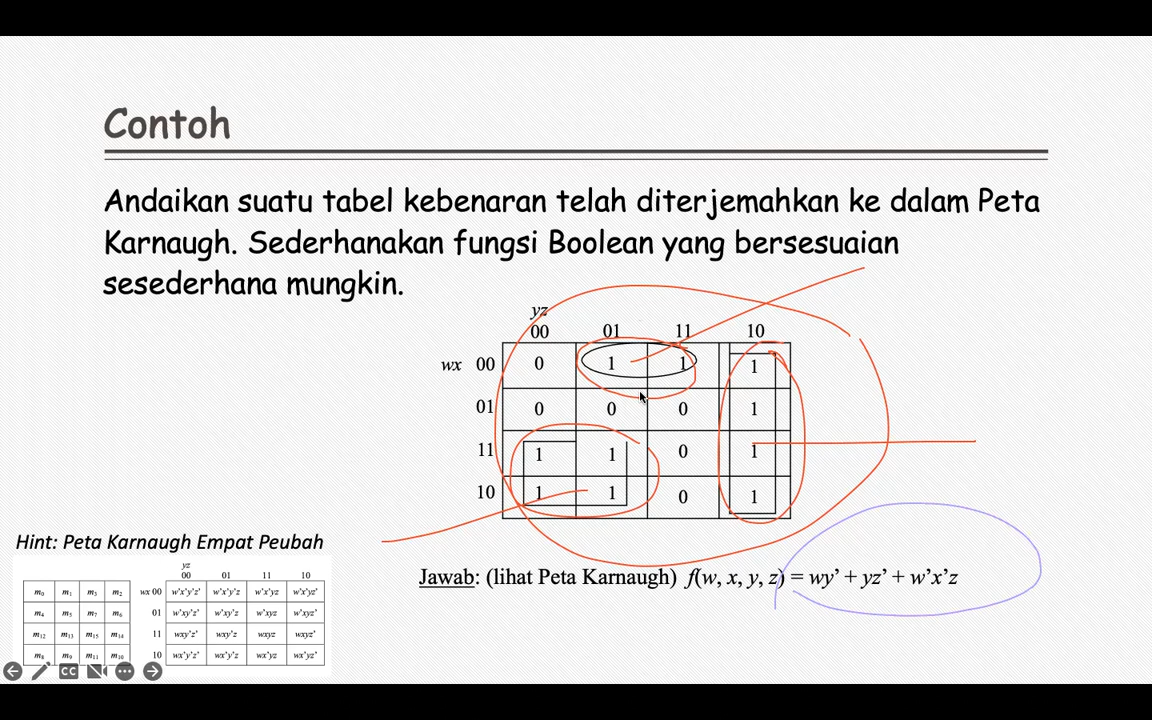 Contoh
Andaikan suatu tabel kebenaran telah diterjemahkan ke dalam Peta
Karnaugh. Sederhanakan fungsi Boolean yang bersesuaian
sesederhana mungkin.
yz
00 01 11 10
wx 00 0 1 1 1
01 0 0 0 1
11 1 1 0 1
10 1 1 0 1
Jawab: (lihat Peta Karnaugh) f(w, x, y, z) = wy’ + yz’ + w’x’z
Hint: Peta Karnaugh Empat Peubah
yz
00 01 11 10
m0 m1 m3 m2 wx 00 w’x’y’z’ w’x’y’z w’x’yz w’x’yz’
m4 m5 m7 m6 01 w’xy’z’ w’xy’z w’xyz w’xyz’
m12 m13 m15 m14 11 wxy’z’ wxy’z wxyz wxyz’
m8 m9 m11 m10 10 wx’y’z’ wx’y’z wx’yz wx’yz’
CC